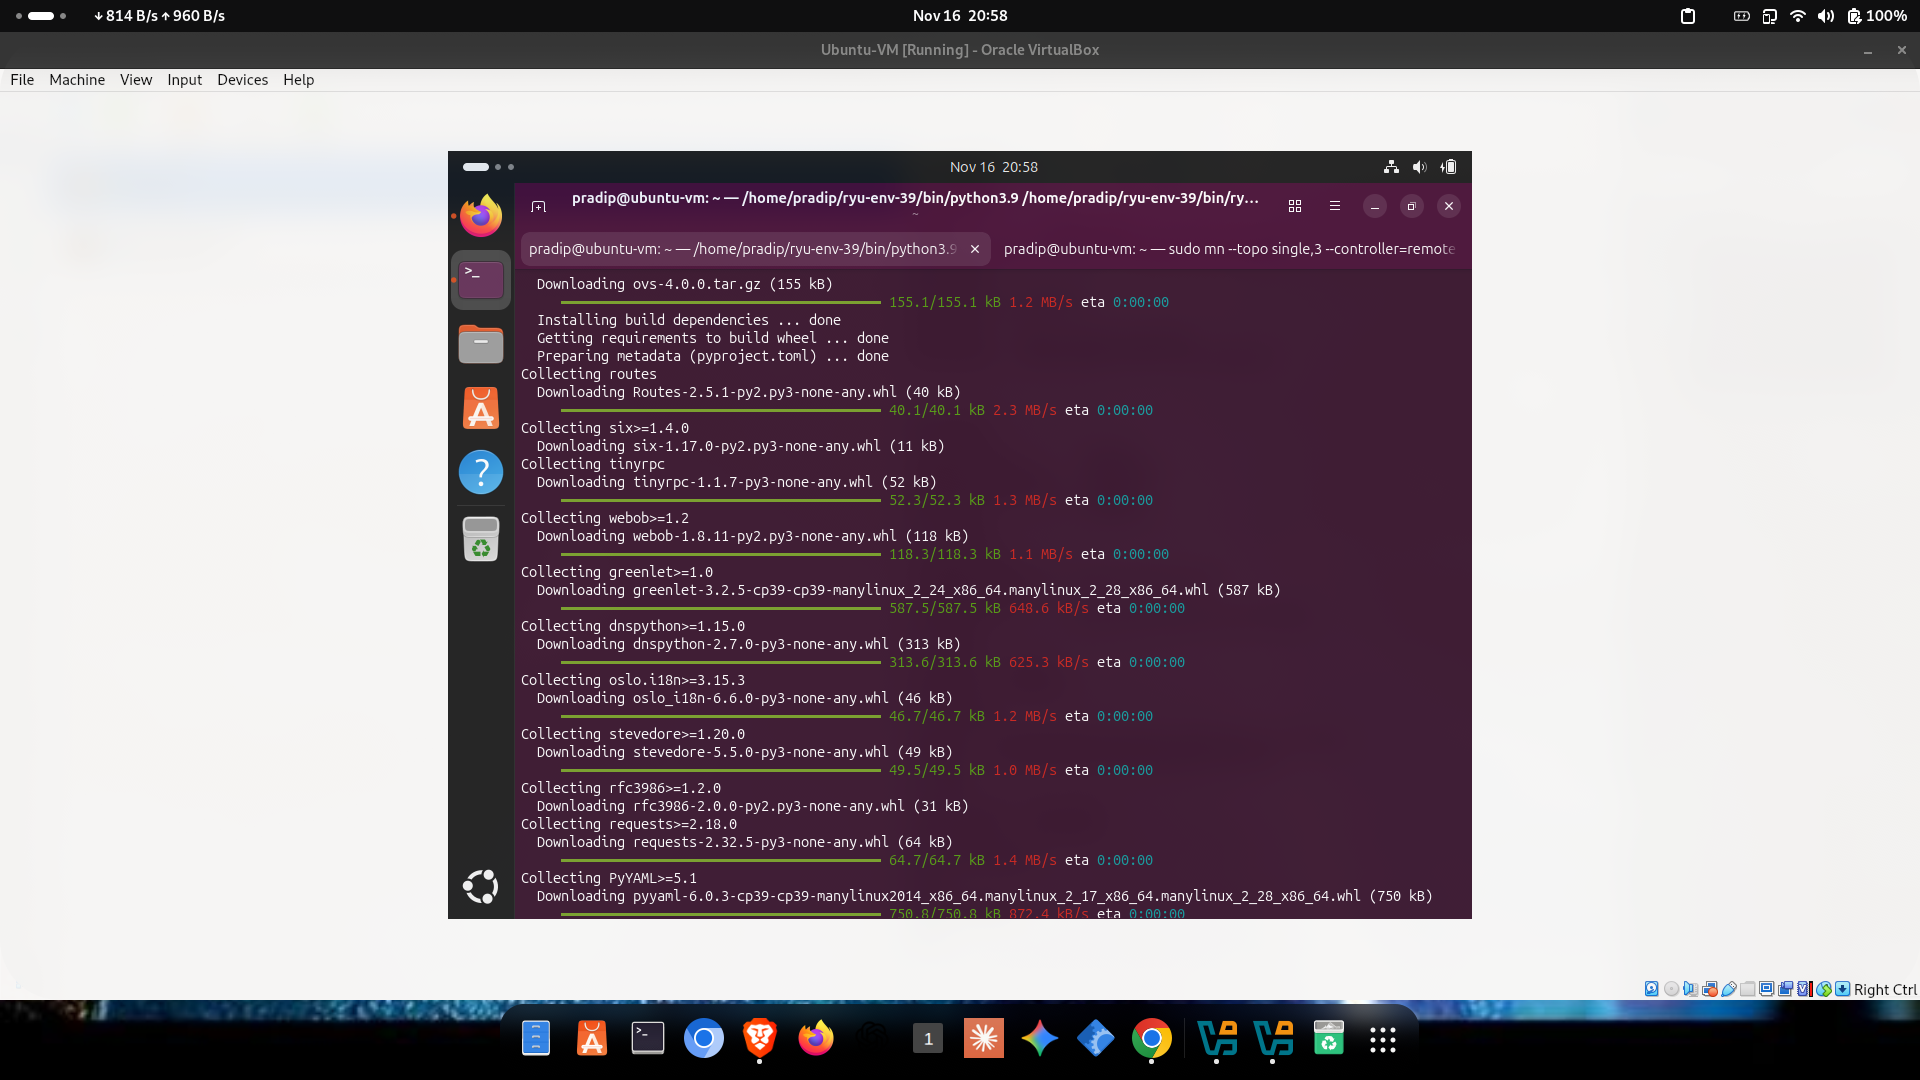 ↓ 814 B/s ↑ 960 B/s
Nov 16 20:58
100%
Ubuntu-VM [Running] - Oracle VirtualBox
File Machine View Input Devices Help
Nov 16 20:58
pradip@ubuntu-vm: ~ — /home/pradip/ryu-env-39/bin/python3.9 /home/pradip/ryu-env-39/bin/ry…
~
pradip@ubuntu-vm: ~ — /home/pradip/ryu-env-39/bin/python3.9
pradip@ubuntu-vm: ~ — sudo mn --topo single,3 --controller=remote
Downloading ovs-4.0.0.tar.gz (155 kB)
155.1/155.1 kB 1.2 MB/s eta 0:00:00
Installing build dependencies ... done
Getting requirements to build wheel ... done
Preparing metadata (pyproject.toml) ... done
Collecting routes
Downloading Routes-2.5.1-py2.py3-none-any.whl (40 kB)
40.1/40.1 kB 2.3 MB/s eta 0:00:00
Collecting six>=1.4.0
Downloading six-1.17.0-py2.py3-none-any.whl (11 kB)
Collecting tinyrpc
Downloading tinyrpc-1.1.7-py3-none-any.whl (52 kB)
52.3/52.3 kB 1.3 MB/s eta 0:00:00
Collecting webob>=1.2
Downloading webob-1.8.11-py2.py3-none-any.whl (118 kB)
118.3/118.3 kB 1.1 MB/s eta 0:00:00
Collecting greenlet>=1.0
Downloading greenlet-3.2.5-cp39-cp39-manylinux_2_24_x86_64.manylinux_2_28_x86_64.whl (587 kB)
587.5/587.5 kB 648.6 kB/s eta 0:00:00
Collecting dnspython>=1.15.0
Downloading dnspython-2.7.0-py3-none-any.whl (313 kB)
313.6/313.6 kB 625.3 kB/s eta 0:00:00
Collecting oslo.i18n>=3.15.3
Downloading oslo_i18n-6.6.0-py3-none-any.whl (46 kB)
46.7/46.7 kB 1.2 MB/s eta 0:00:00
Collecting stevedore>=1.20.0
Downloading stevedore-5.5.0-py3-none-any.whl (49 kB)
49.5/49.5 kB 1.0 MB/s eta 0:00:00
Collecting rfc3986>=1.2.0
Downloading rfc3986-2.0.0-py2.py3-none-any.whl (31 kB)
Collecting requests>=2.18.0
Downloading requests-2.32.5-py3-none-any.whl (64 kB)
64.7/64.7 kB 1.4 MB/s eta 0:00:00
Collecting PyYAML>=5.1
Downloading pyyaml-6.0.3-cp39-cp39-manylinux2014_x86_64.manylinux_2_17_x86_64.manylinux_2_28_x86_64.whl (750 kB)
750.8/750.8 kB 872.4 kB/s eta 0:00:00
Right Ctrl
1